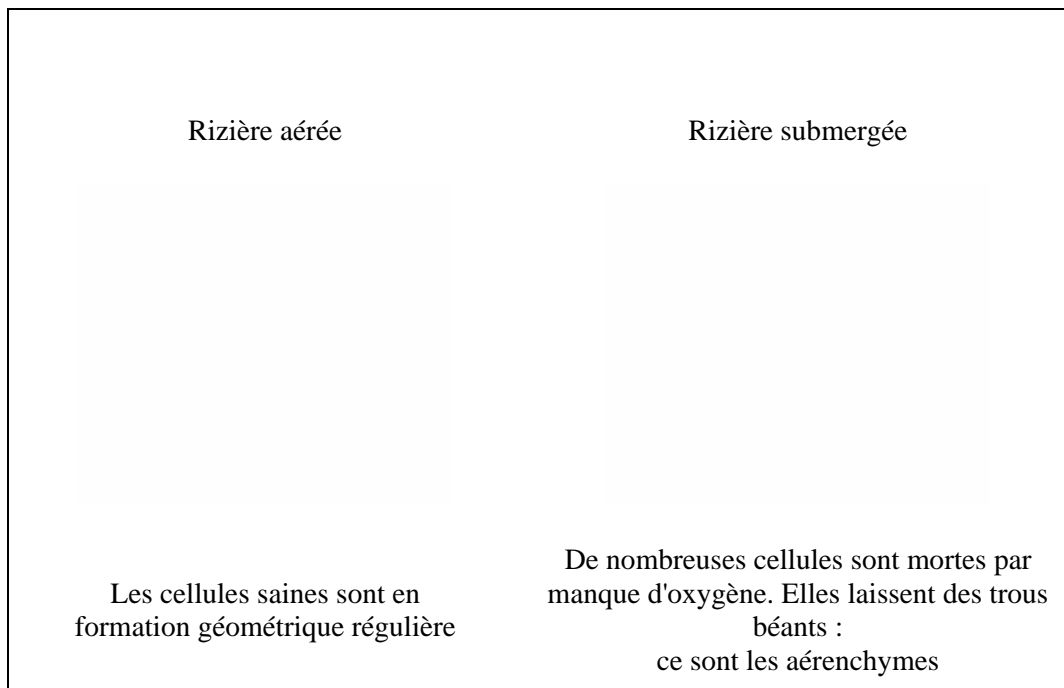 Rizière aérée
Rizière submergée
Les cellules saines sont en
formation géométrique régulière
De nombreuses cellules sont mortes par
manque d'oxygène. Elles laissent des trous
béants :
ce sont les aérenchymes